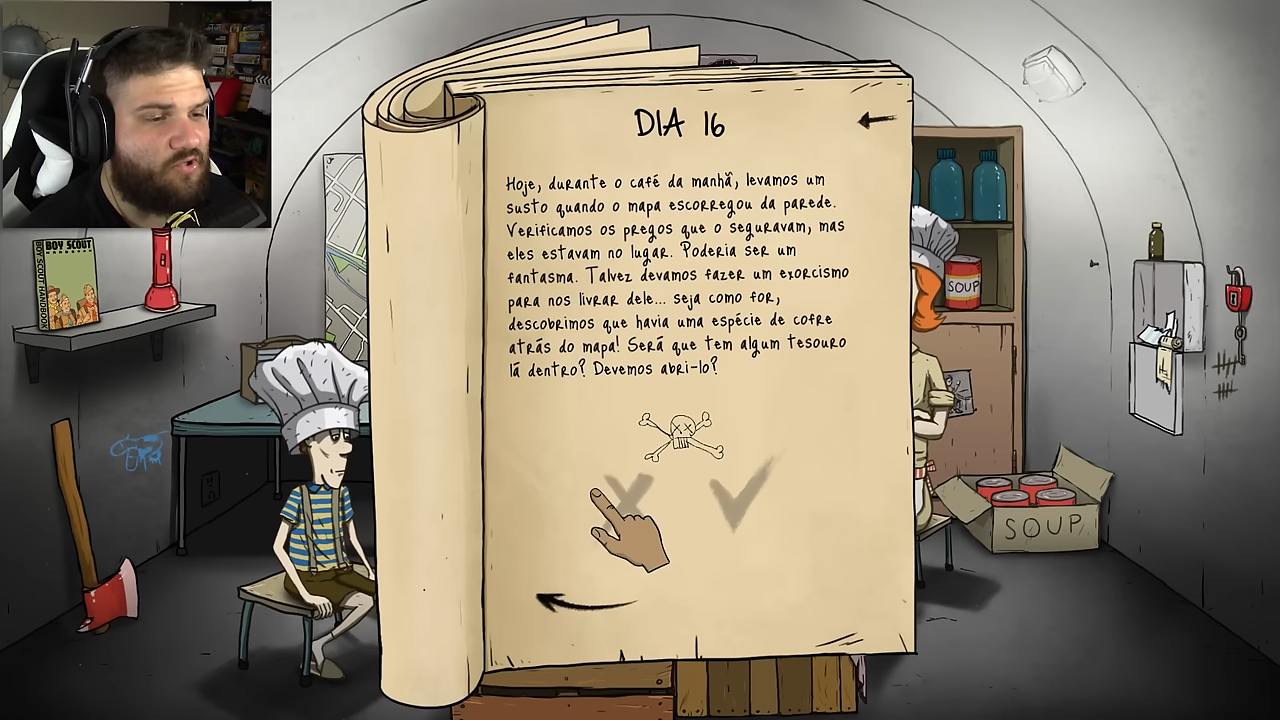 DIA 16
Hoje, durante o café da manhã, levamos um
susto quando o mapa escorregou da parede.
Verificamos os pregos que o seguravam, mas
eles estavam no lugar. Poderia ser um
fantasma. Talvez devamos fazer um exorcismo
para nos livrar dele... seja como for,
descobrimos que havia uma espécie de cofre
atrás do mapa! Será que tem algum tesouro
lá dentro? Devemos abri-lo?
BOY SCOUT
BOY SCOUT HANDBOOK
SOUP
SOUP